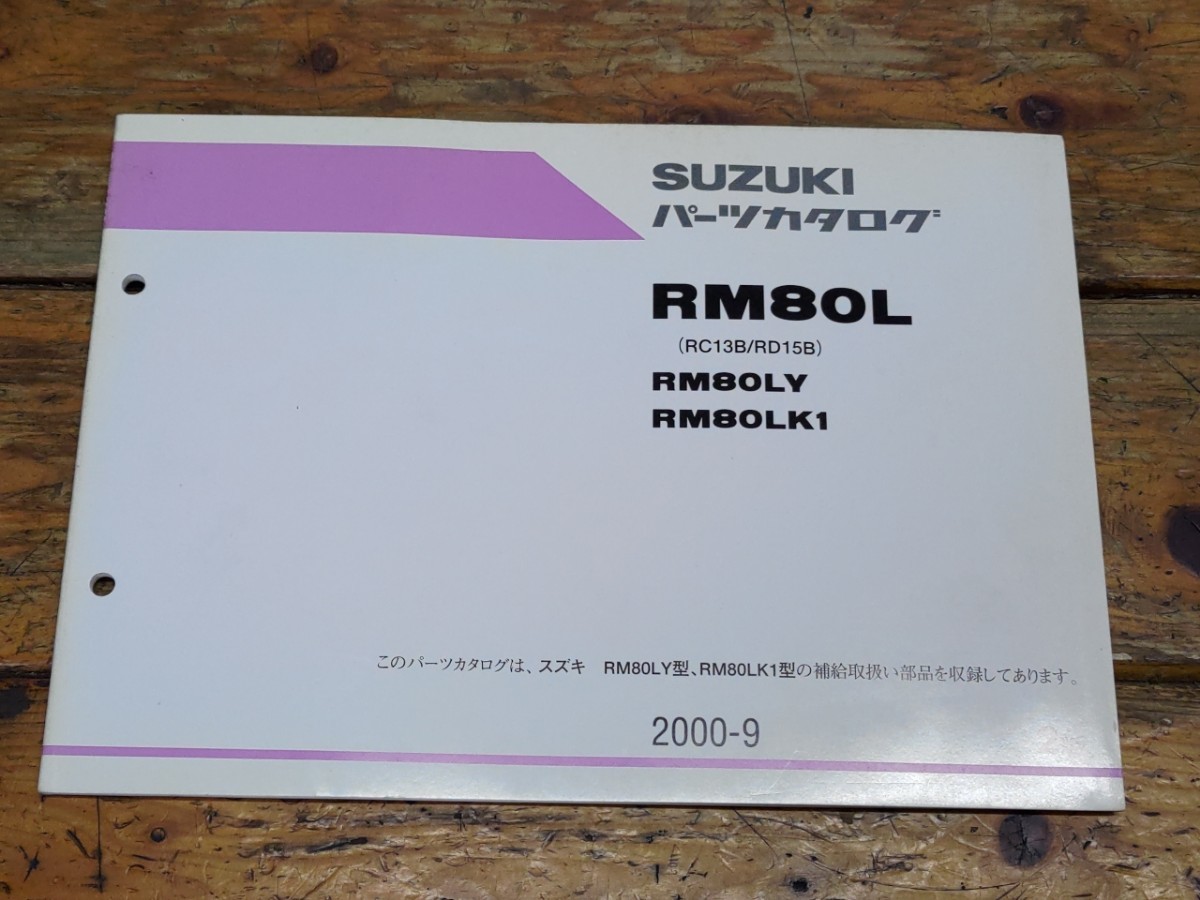 SUZUKI
パーツカタログ
RM80L
(RC13B/RD15B)
RM80LY
RM80LK1
このパーツカタログは、スズキ　RM80LY型、RM80LK1型の補給取扱い部品を収録してあります。
2000-9